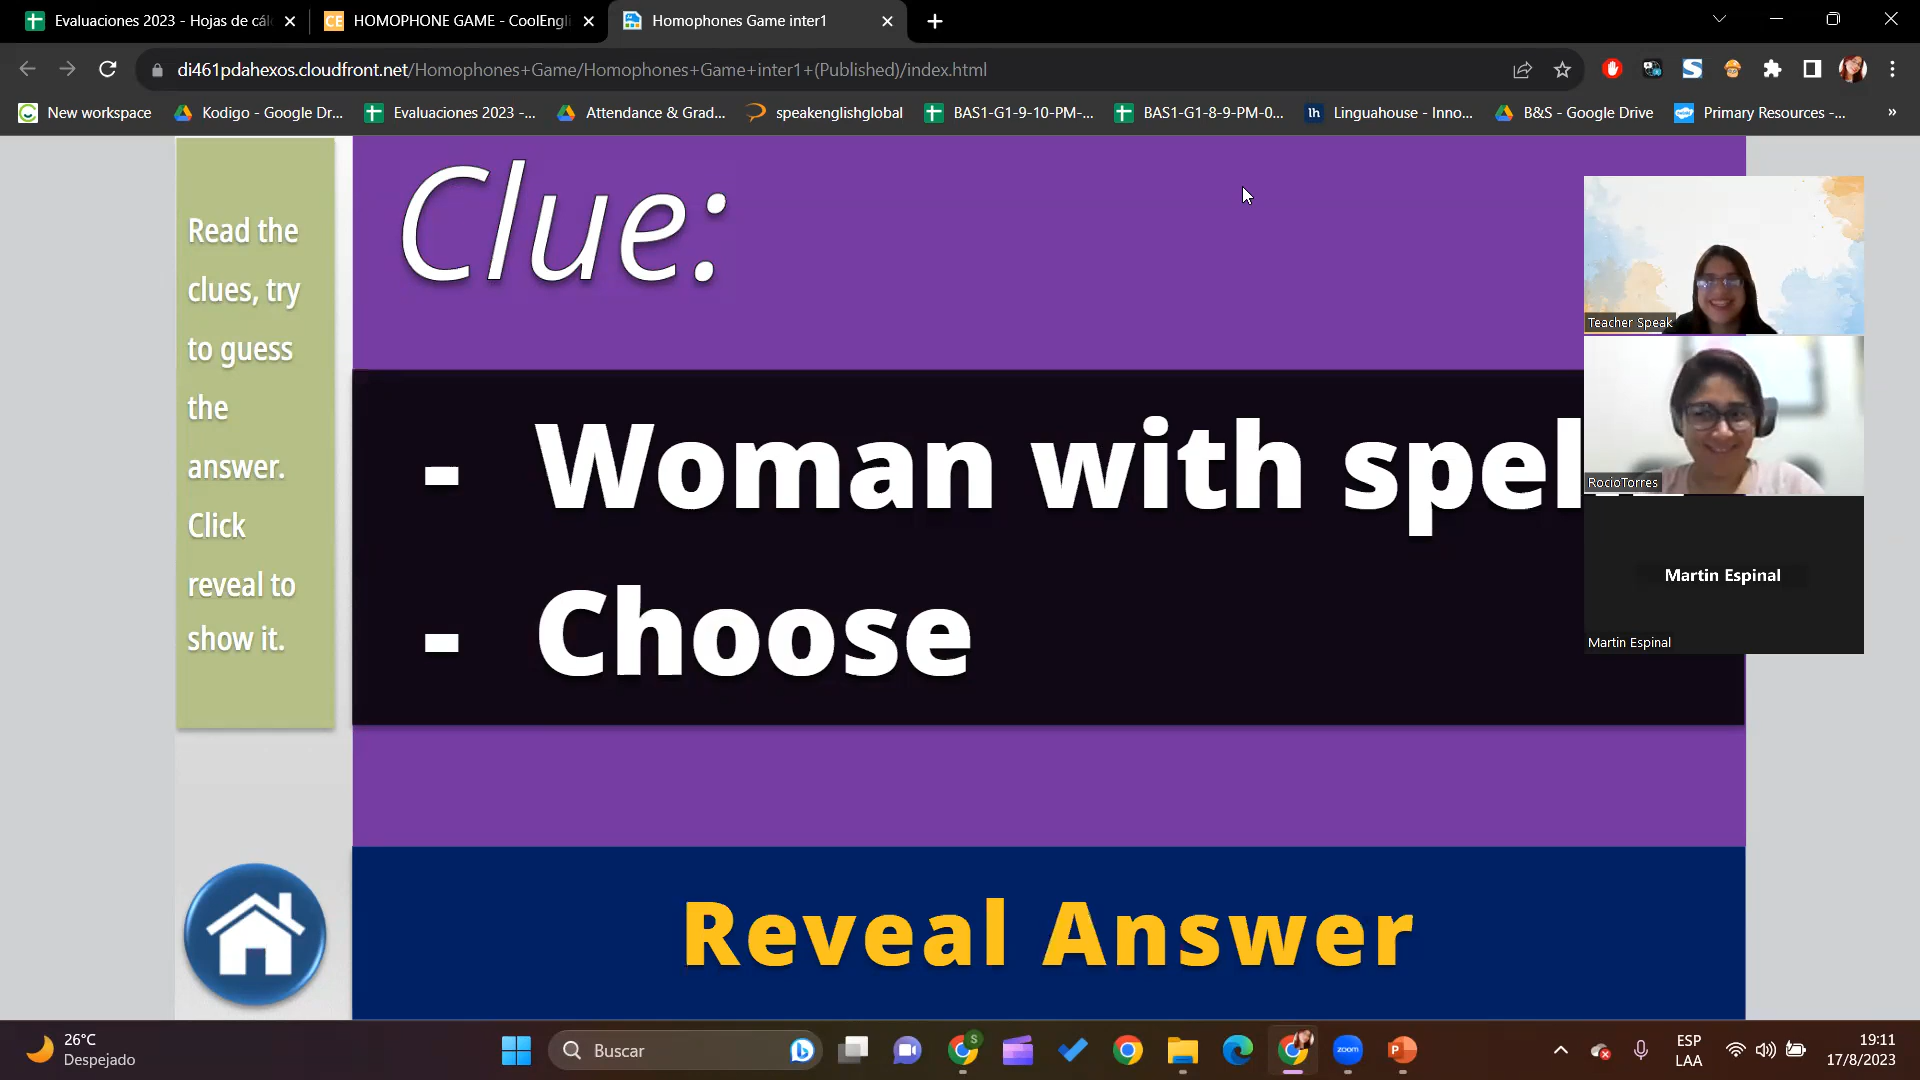 Evaluaciones 2023 - Hojas de cál
HOMOPHONE GAME - CoolEngli
Homophones Game inter1
di461pdahexos.cloudfront.net/Homophones+Game/Homophones+Game+inter1+(Published)/index.html
New workspace
Kodigo - Google Dr...
Evaluaciones 2023 -...
Attendance & Grad...
speakenglishglobal
BAS1-G1-9-10-PM-...
BAS1-G1-8-9-PM-0...
Linguahouse - Inno...
B&S - Google Drive
Primary Resources -...
Read the
clues, try
to guess
the
answer.
Click
reveal to
show it.
Clue:
- Woman with spel
- Choose
Reveal Answer
Teacher Speak
RocioTorres
Martin Espinal
Martin Espinal
26°C
Despejado
Buscar
zoom
ESP
LAA
19:11
17/8/2023